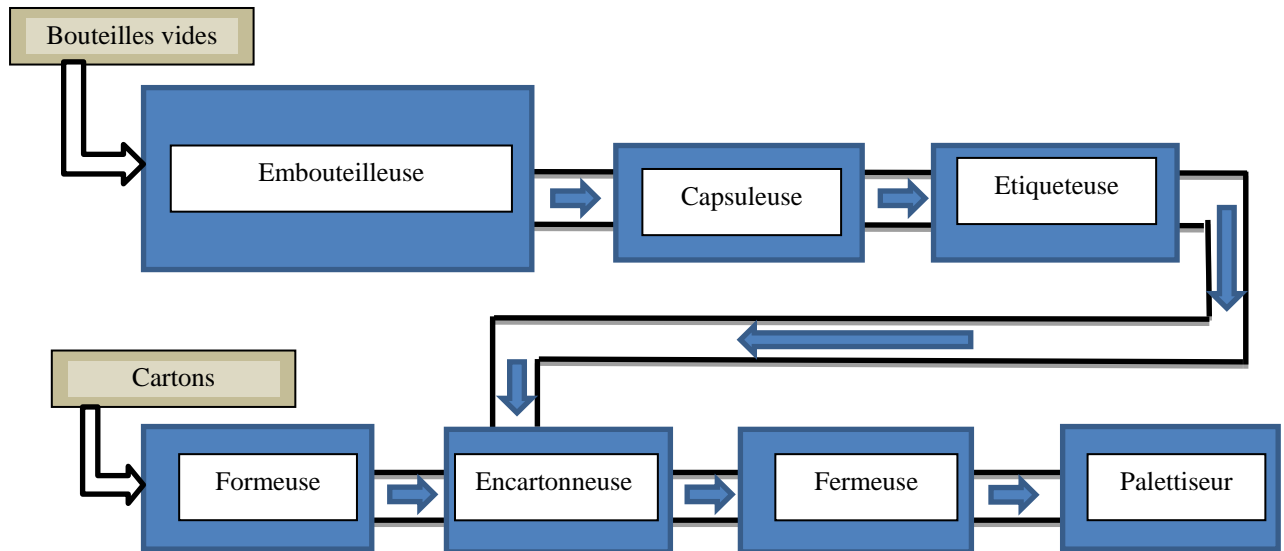 Bouteilles vides
Embouteilleuse
Capsuleuse
Etiqueteuse
Cartons
Formeuse
Encartonneuse
Fermeuse
Palettiseur